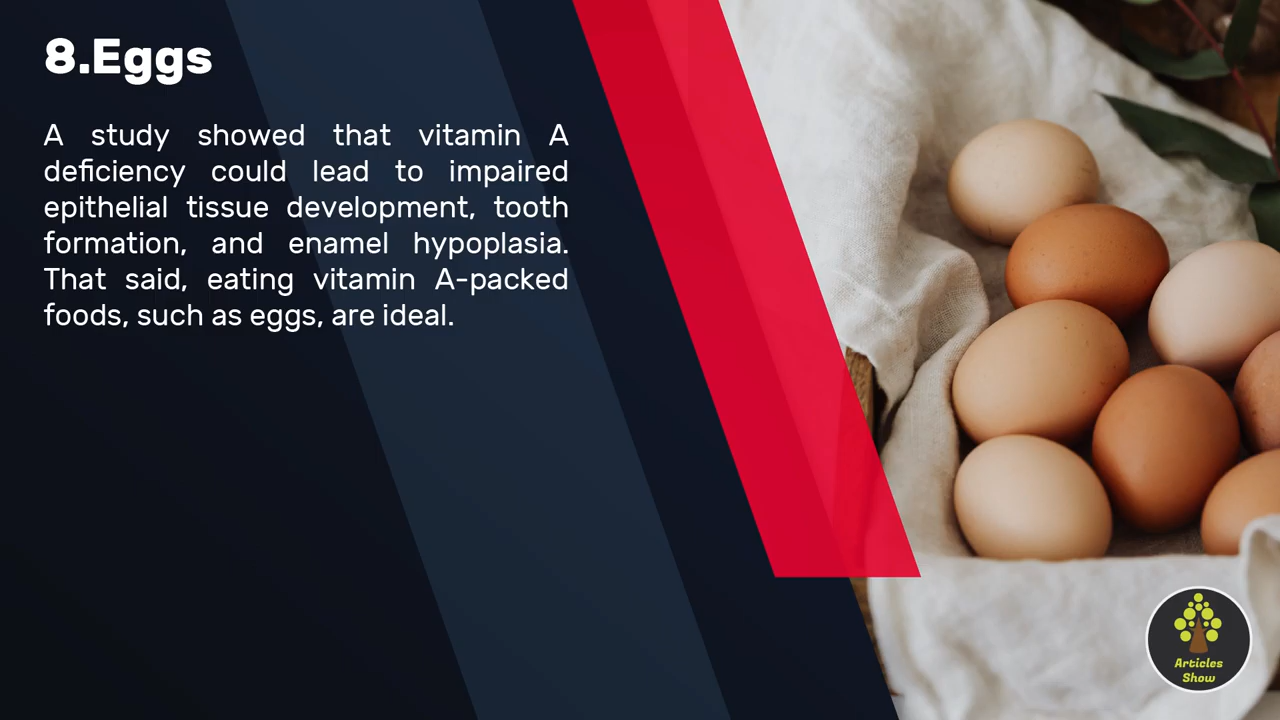 8.Eggs
A study showed that vitamin A
deficiency could lead to impaired
epithelial tissue development, tooth
formation, and enamel hypoplasia.
That said, eating vitamin A-packed
foods, such as eggs, are ideal.
Articles
Show